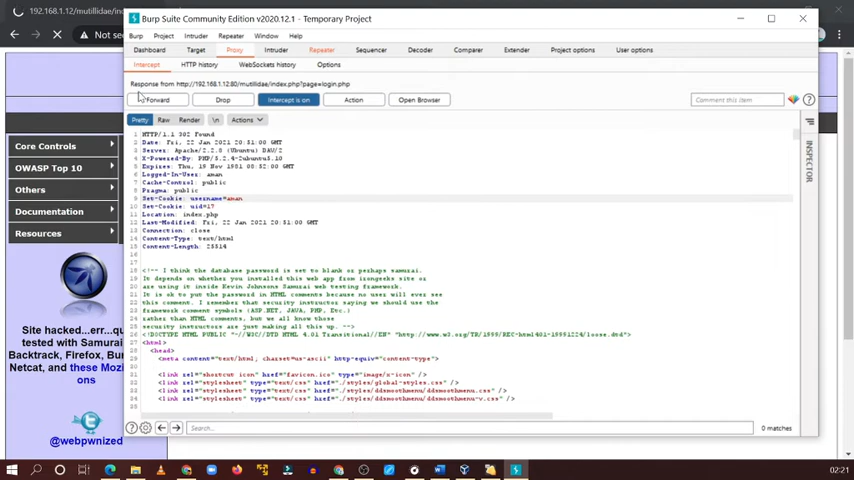 192.168.1.12/mutillidae/in
Burp Suite Community Edition v2020.12.1 - Temporary Project
Not sec
Burp Project Intruder Repeater Window Help
Dashboard Target Proxy Intruder Repeater Sequencer Decoder Comparer Extender Project options User options
Intercept HTTP history WebSockets history Options
Response from http://192.168.1.12:80/mutillidae/index.php?page=login.php
Forward Drop Intercept is on Action Open Browser Comment this item
Pretty Raw Render \n Actions
INSPECTOR
1 HTTP/1.1 302 Found
2 Date: Fri, 22 Jan 2021 20:51:00 GMT
3 Server: Apache/2.2.8 (Ubuntu) DAV/2
4 X-Powered-By: PHP/5.2.4-2ubuntu5.10
5 Expires: Thu, 19 Nov 1981 08:52:00 GMT
6 Logged-In-User: aman
7 Cache-Control: public
8 Pragma: public
9 Set-Cookie: username=aman
10 Set-Cookie: uid=17
11 Location: index.php
12 Last-Modified: Fri, 22 Jan 2021 20:51:00 GMT
13 Connection: close
14 Content-Type: text/html
15 Content-Length: 25514
16
17
18 <!-- I think the database password is set to blank or perhaps samurai.
19 It depends on whether you installed this web app from irongeeks site or
20 are using it inside Kevin Johnsons Samurai web testing framework.
21 It is ok to put the password in HTML comments because no user will ever see
22 this comment. I remember that security instructor saying we should use the
23 framework comment symbols (ASP.NET, JAVA, PHP, Etc.)
24 rather than HTML comments, but we all know those
25 security instructors are just making all this up. -->
26 <!DOCTYPE HTML PUBLIC "-//W3C//DTD HTML 4.01 Transitional//EN" "http://www.w3.org/TR/1999/REC-html401-19991224/loose.dtd">
27 <html>
28 <head>
29 <meta content="text/html; charset=us-ascii" http-equiv="content-type">
30
31 <link rel="shortcut icon" href="favicon.ico" type="image/x-icon" />
32 <link rel="stylesheet" type="text/css" href="./styles/global-styles.css" />
33 <link rel="stylesheet" type="text/css" href="./styles/ddsmoothmenu/ddsmoothmenu.css" />
34 <link rel="stylesheet" type="text/css" href="./styles/ddsmoothmenu/ddsmoothmenu-v.css" />
35
Search... 0 matches
Core Controls
OWASP Top 10
Others
Documentation
Resources
Site hacked...err...qu
tested with Samurai
Backtrack, Firefox, Bur
Netcat, and these Mozi
ons
@webpwnized
02:21